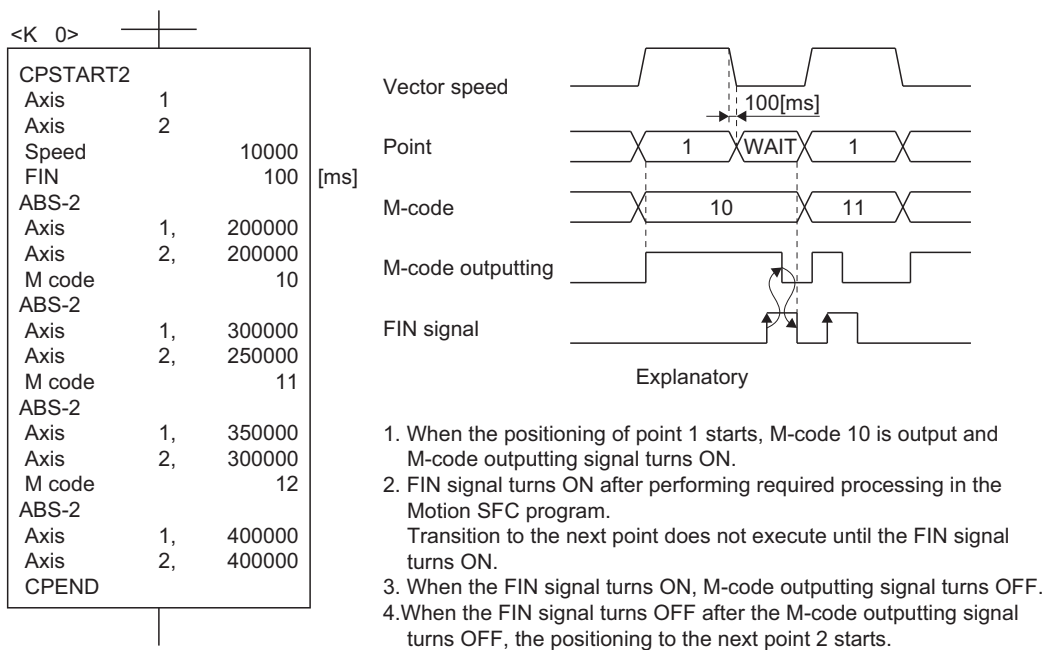 <K 0>
CPSTART2
Axis 1
Axis 2
Speed 10000
FIN 100 [ms]
ABS-2
Axis 1, 200000
Axis 2, 200000
M code 10
ABS-2
Axis 1, 300000
Axis 2, 250000
M code 11
ABS-2
Axis 1, 350000
Axis 2, 300000
M code 12
ABS-2
Axis 1, 400000
Axis 2, 400000
CPEND
Vector speed
100[ms]
Point 1 WAIT 1
M-code 10 11
M-code outputting
FIN signal
Explanatory
1. When the positioning of point 1 starts, M-code 10 is output and
M-code outputting signal turns ON.
2. FIN signal turns ON after performing required processing in the
Motion SFC program.
Transition to the next point does not execute until the FIN signal
turns ON.
3. When the FIN signal turns ON, M-code outputting signal turns OFF.
4.When the FIN signal turns OFF after the M-code outputting signal
turns OFF, the positioning to the next point 2 starts.